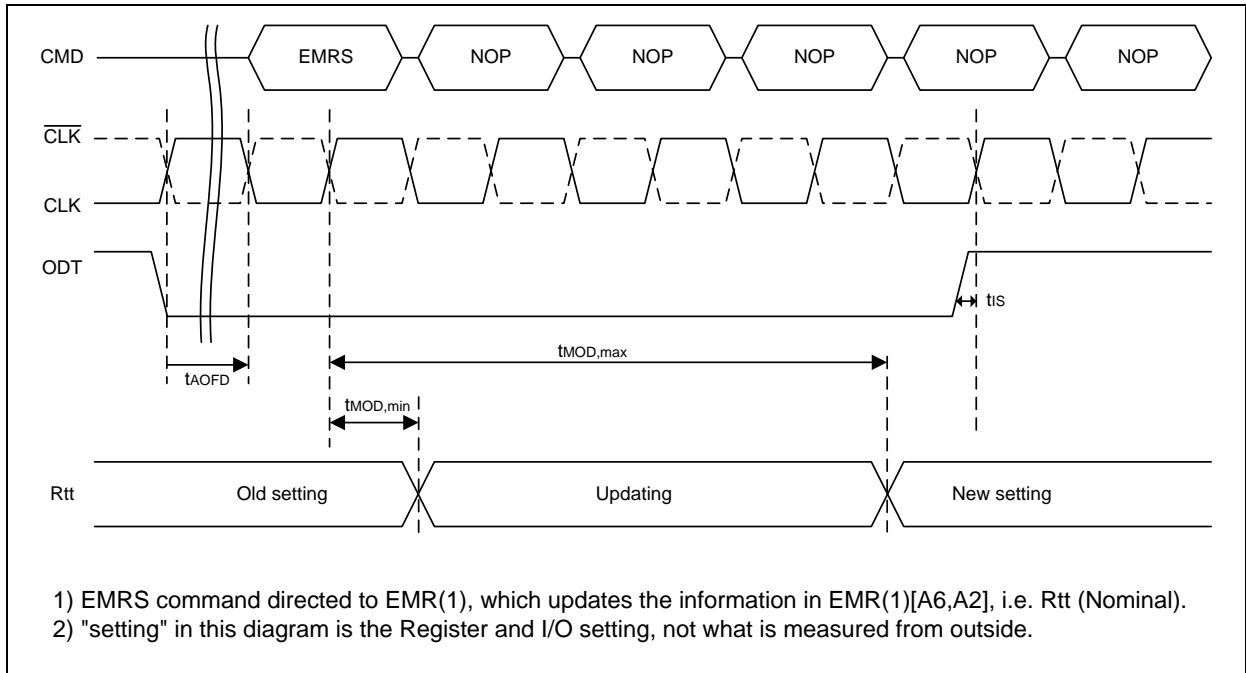 CMD EMRS NOP NOP NOP NOP NOP
CLK
CLK
ODT
tIS
tMOD,max
tAOFD
tMOD,min
Rtt Old setting Updating New setting
1) EMRS command directed to EMR(1), which updates the information in EMR(1)[A6,A2], i.e. Rtt (Nominal).
2) "setting" in this diagram is the Register and I/O setting, not what is measured from outside.